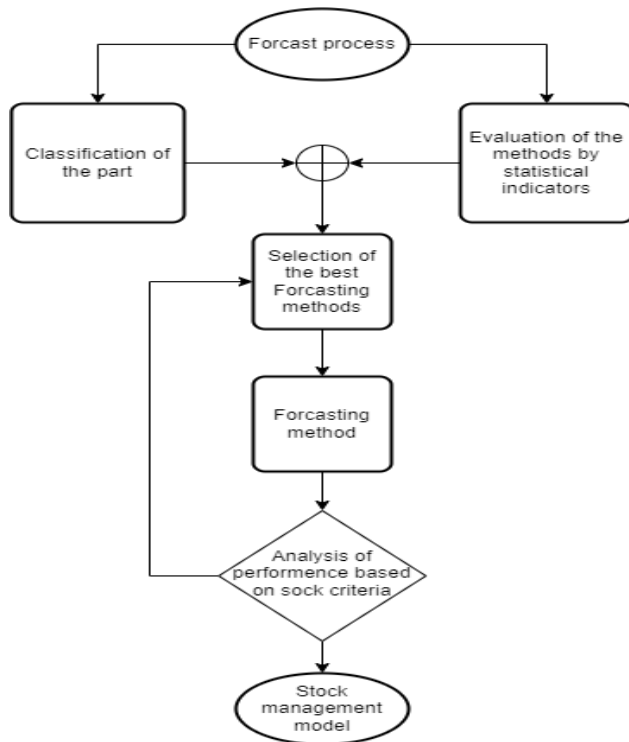 Forcast process
Classification of
the part
Evaluation of the
methods by
statistical
indicators
Selection of
the best
Forcasting
methods
Forcasting
method
Analysis of
performence based
on sock criteria
Stock
management
model